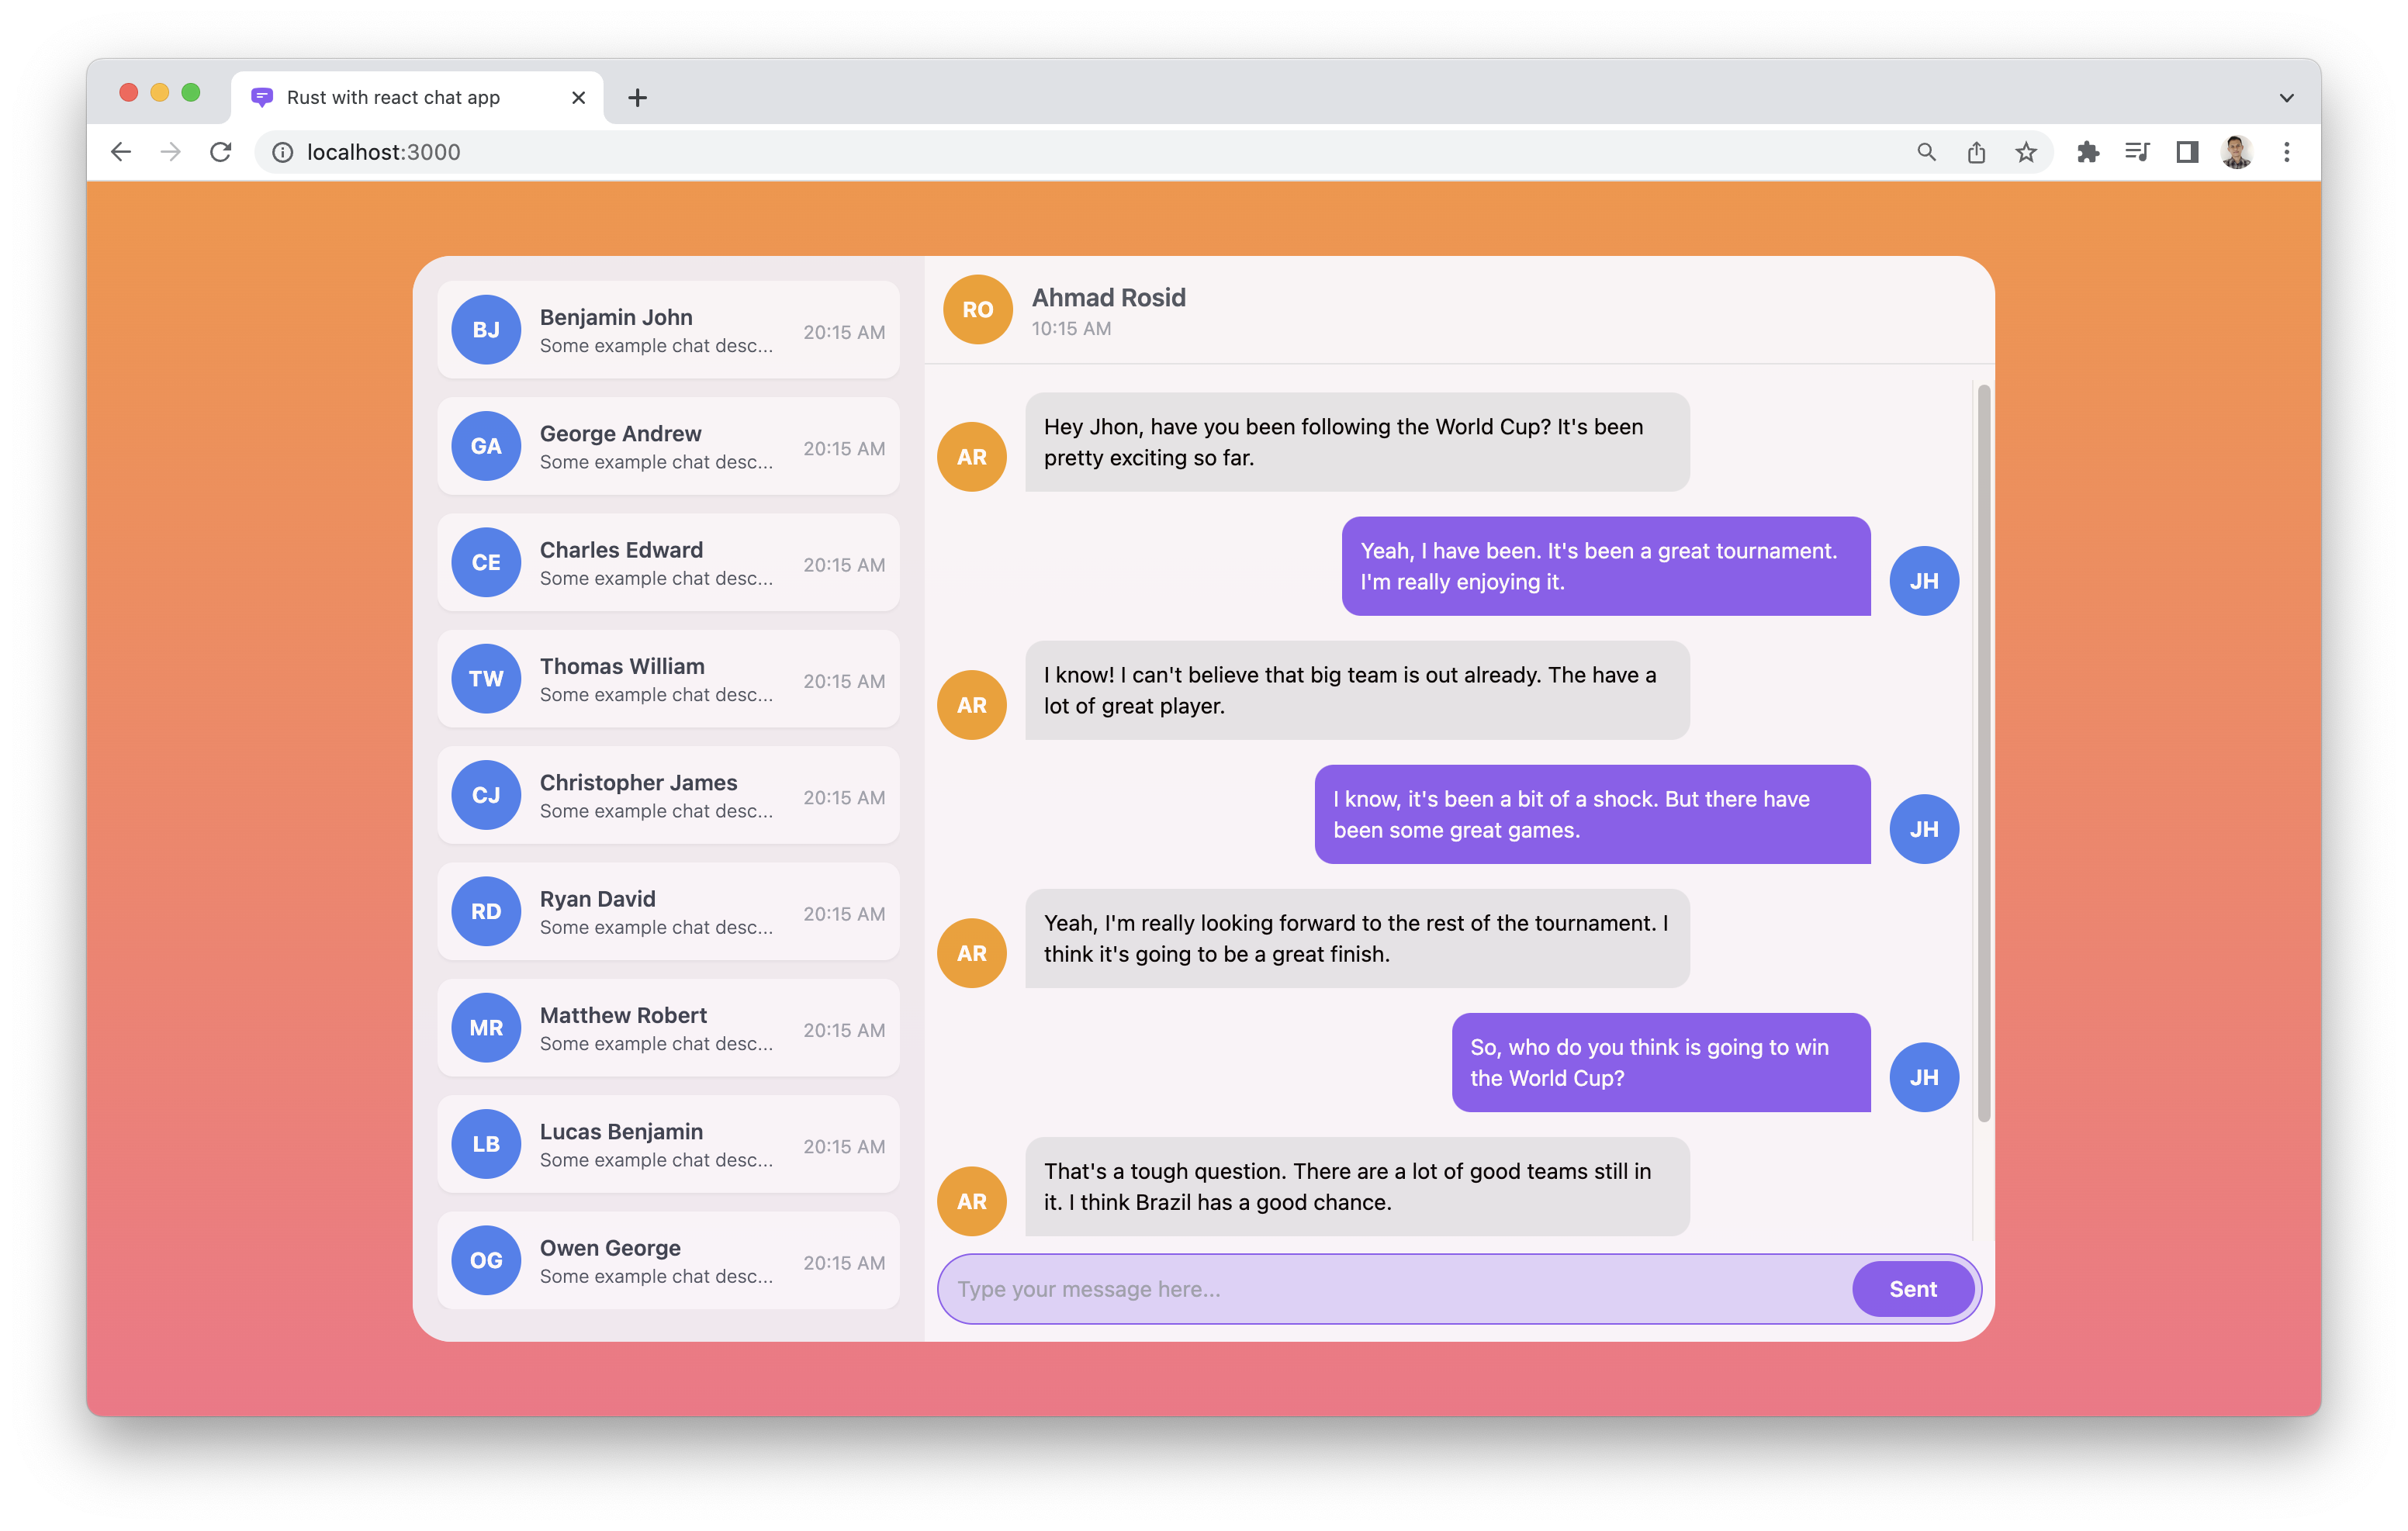 Rust with react chat app
localhost:3000
BJ
Benjamin John
Some example chat desc...
20:15 AM
GA
George Andrew
Some example chat desc...
20:15 AM
CE
Charles Edward
Some example chat desc...
20:15 AM
TW
Thomas William
Some example chat desc...
20:15 AM
CJ
Christopher James
Some example chat desc...
20:15 AM
RD
Ryan David
Some example chat desc...
20:15 AM
MR
Matthew Robert
Some example chat desc...
20:15 AM
LB
Lucas Benjamin
Some example chat desc...
20:15 AM
OG
Owen George
Some example chat desc...
20:15 AM
RO
Ahmad Rosid
10:15 AM
AR
Hey Jhon, have you been following the World Cup? It's been
pretty exciting so far.
Yeah, I have been. It's been a great tournament.
I'm really enjoying it.
JH
AR
I know! I can't believe that big team is out already. The have a
lot of great player.
I know, it's been a bit of a shock. But there have
been some great games.
JH
AR
Yeah, I'm really looking forward to the rest of the tournament. I
think it's going to be a great finish.
So, who do you think is going to win
the World Cup?
JH
AR
That's a tough question. There are a lot of good teams still in
it. I think Brazil has a good chance.
Type your message here...
Sent